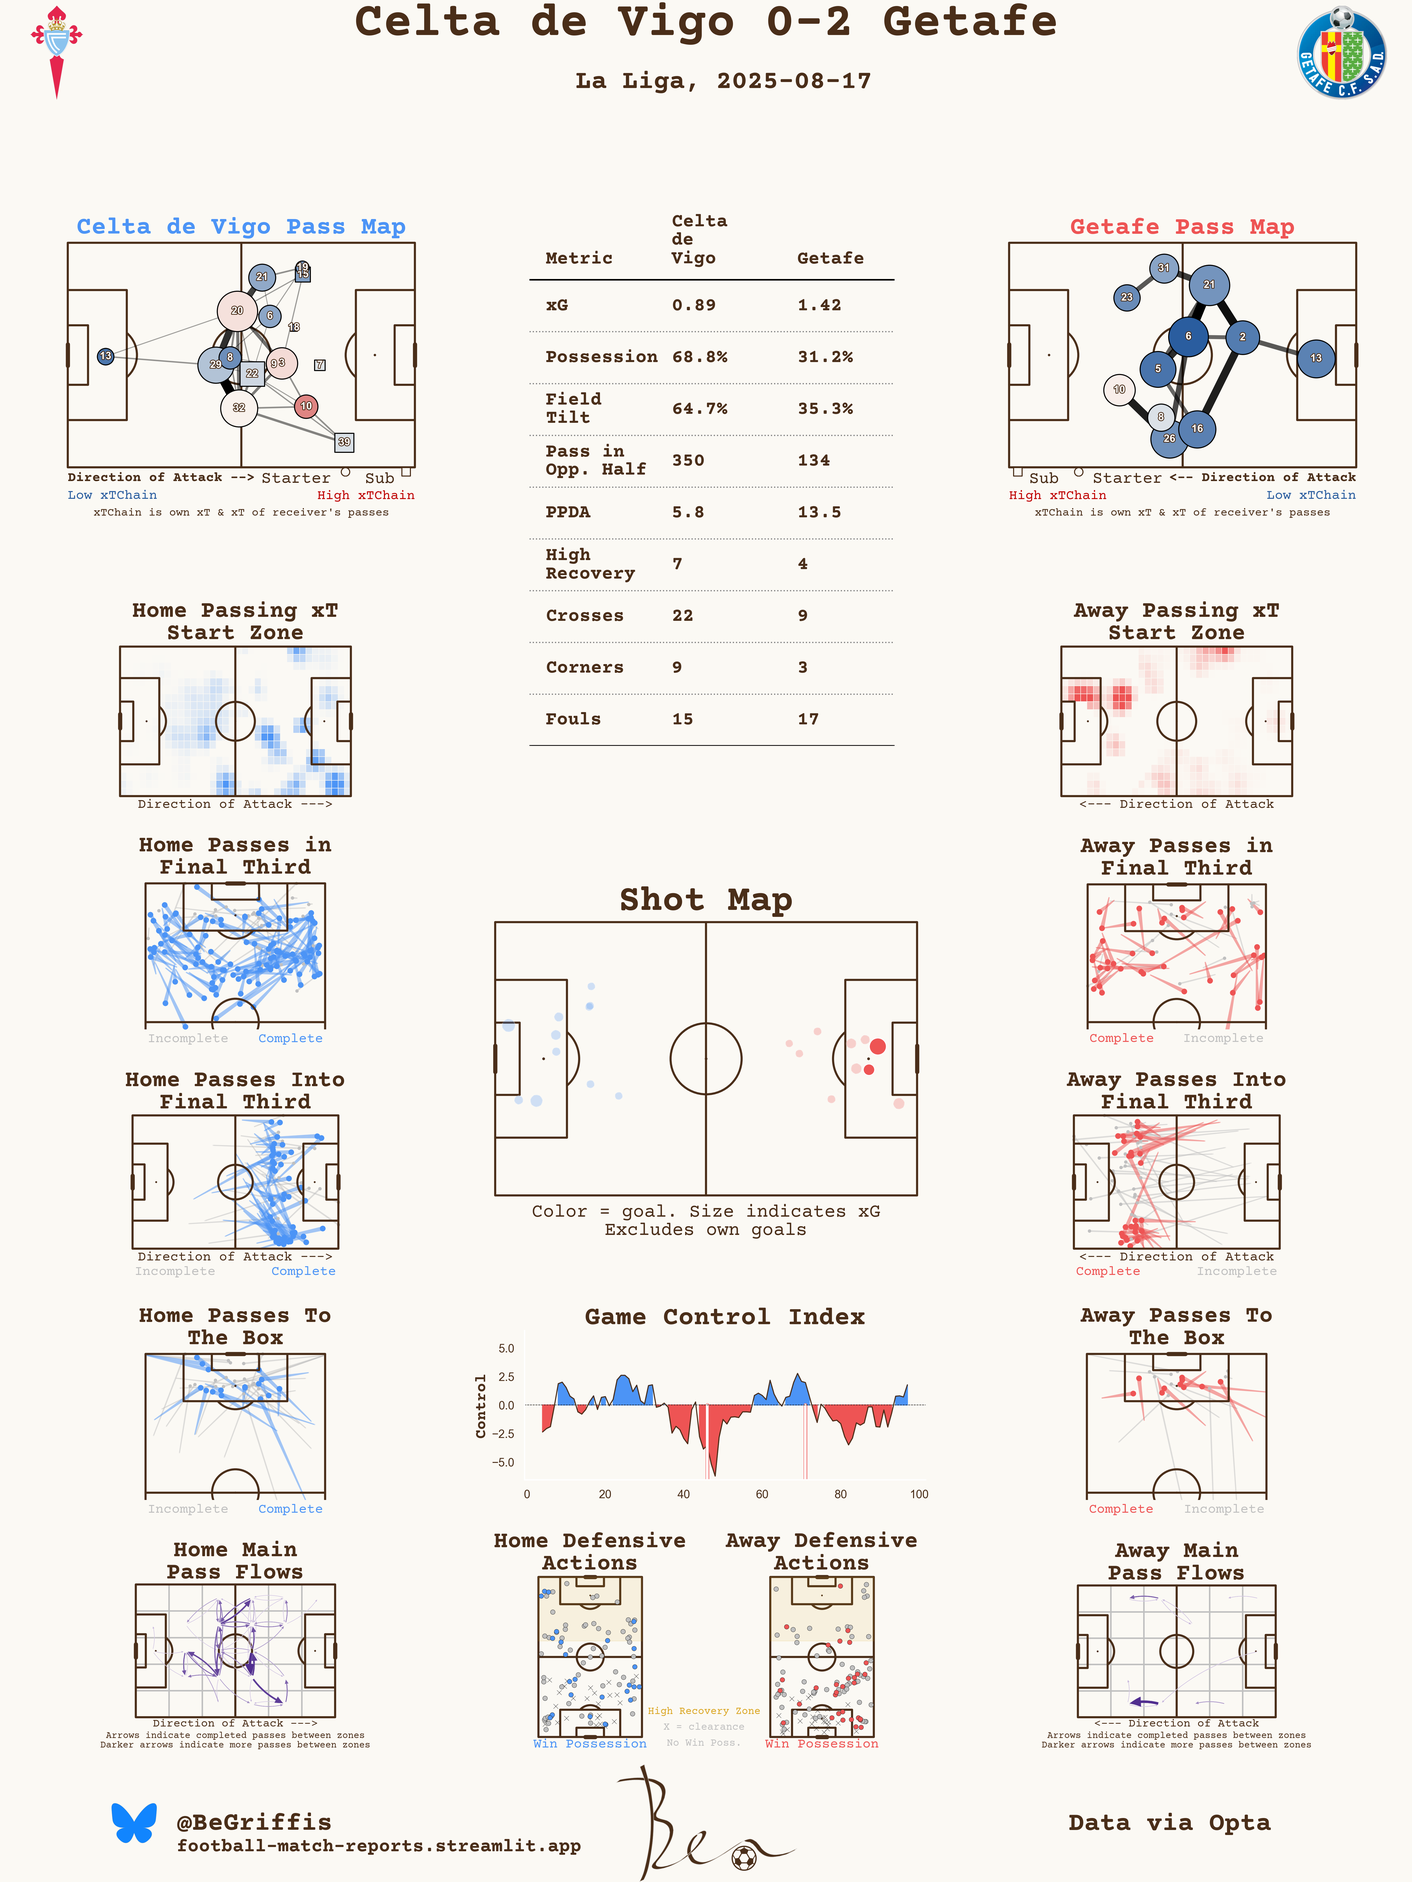 Celta de Vigo 0-2 Getafe
La Liga, 2025-08-17
GETAFE C.F. S.A.D.
Celta de Vigo Pass Map
19
15
21
20
6
18
13
29
8
22
9
3
7
32
10
39
Direction of Attack --> Starter Sub
Low xTChain High xTChain
xTChain is own xT & xT of receiver's passes
Metric Celta de Vigo Getafe
xG 0.89 1.42
Possession 68.8% 31.2%
Field Tilt 64.7% 35.3%
Pass in Opp. Half 350 134
PPDA 5.8 13.5
High Recovery 7 4
Crosses 22 9
Corners 9 3
Fouls 15 17
Getafe Pass Map
31
21
23
6
2
13
5
10
8
16
26
Sub Starter <-- Direction of Attack
High xTChain Low xTChain
xTChain is own xT & xT of receiver's passes
Home Passing xT
Start Zone
Direction of Attack --->
Away Passing xT
Start Zone
<--- Direction of Attack
Home Passes in
Final Third
Incomplete Complete
Shot Map
Color = goal. Size indicates xG
Excludes own goals
Away Passes in
Final Third
Complete Incomplete
Home Passes Into
Final Third
Direction of Attack --->
Incomplete Complete
Away Passes Into
Final Third
<--- Direction of Attack
Complete Incomplete
Home Passes To
The Box
Incomplete Complete
Game Control Index
Control
5.0
2.5
0.0
−2.5
−5.0
0 20 40 60 80 100
Away Passes To
The Box
Complete Incomplete
Home Main
Pass Flows
Direction of Attack --->
Arrows indicate completed passes between zones
Darker arrows indicate more passes between zones
Home Defensive
Actions
Win Possession
High Recovery Zone
X = clearance
No Win Poss.
Away Defensive
Actions
Win Possession
Away Main
Pass Flows
<--- Direction of Attack
Arrows indicate completed passes between zones
Darker arrows indicate more passes between zones
@BeGriffis
football-match-reports.streamlit.app
Ben
Data via Opta